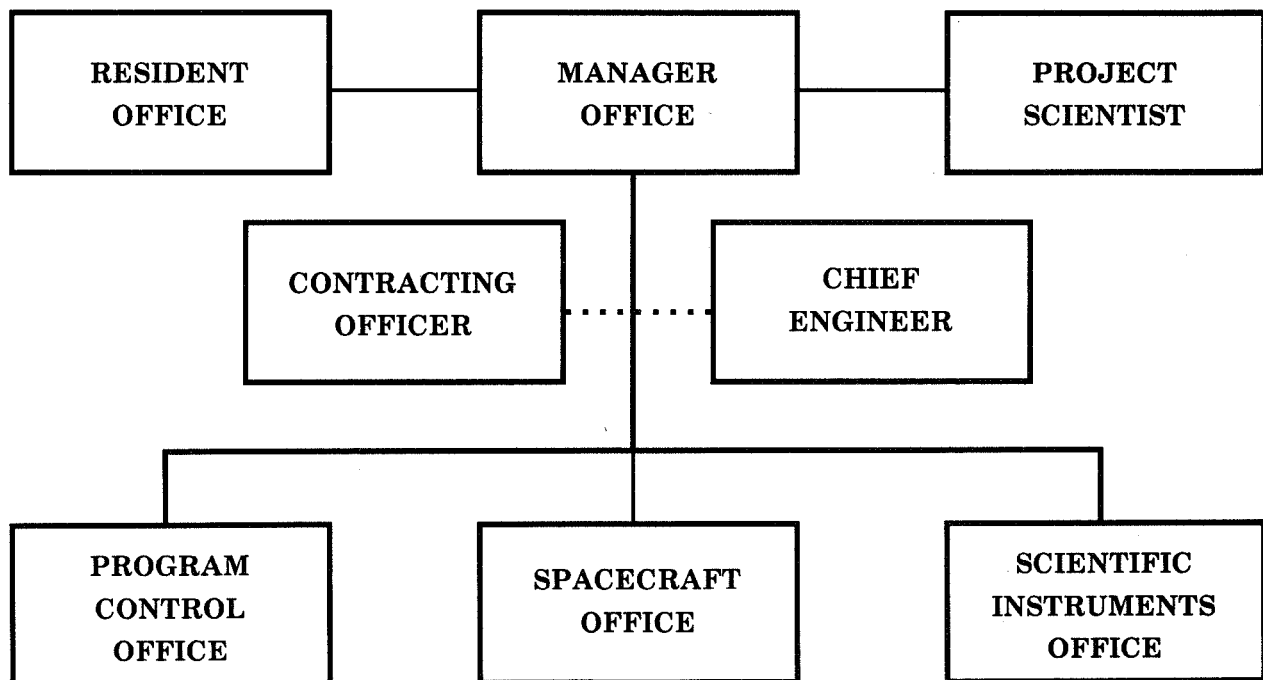 RESIDENT
OFFICE
MANAGER
OFFICE
PROJECT
SCIENTIST
CONTRACTING
OFFICER
CHIEF
ENGINEER
PROGRAM
CONTROL
OFFICE
SPACECRAFT
OFFICE
SCIENTIFIC
INSTRUMENTS
OFFICE